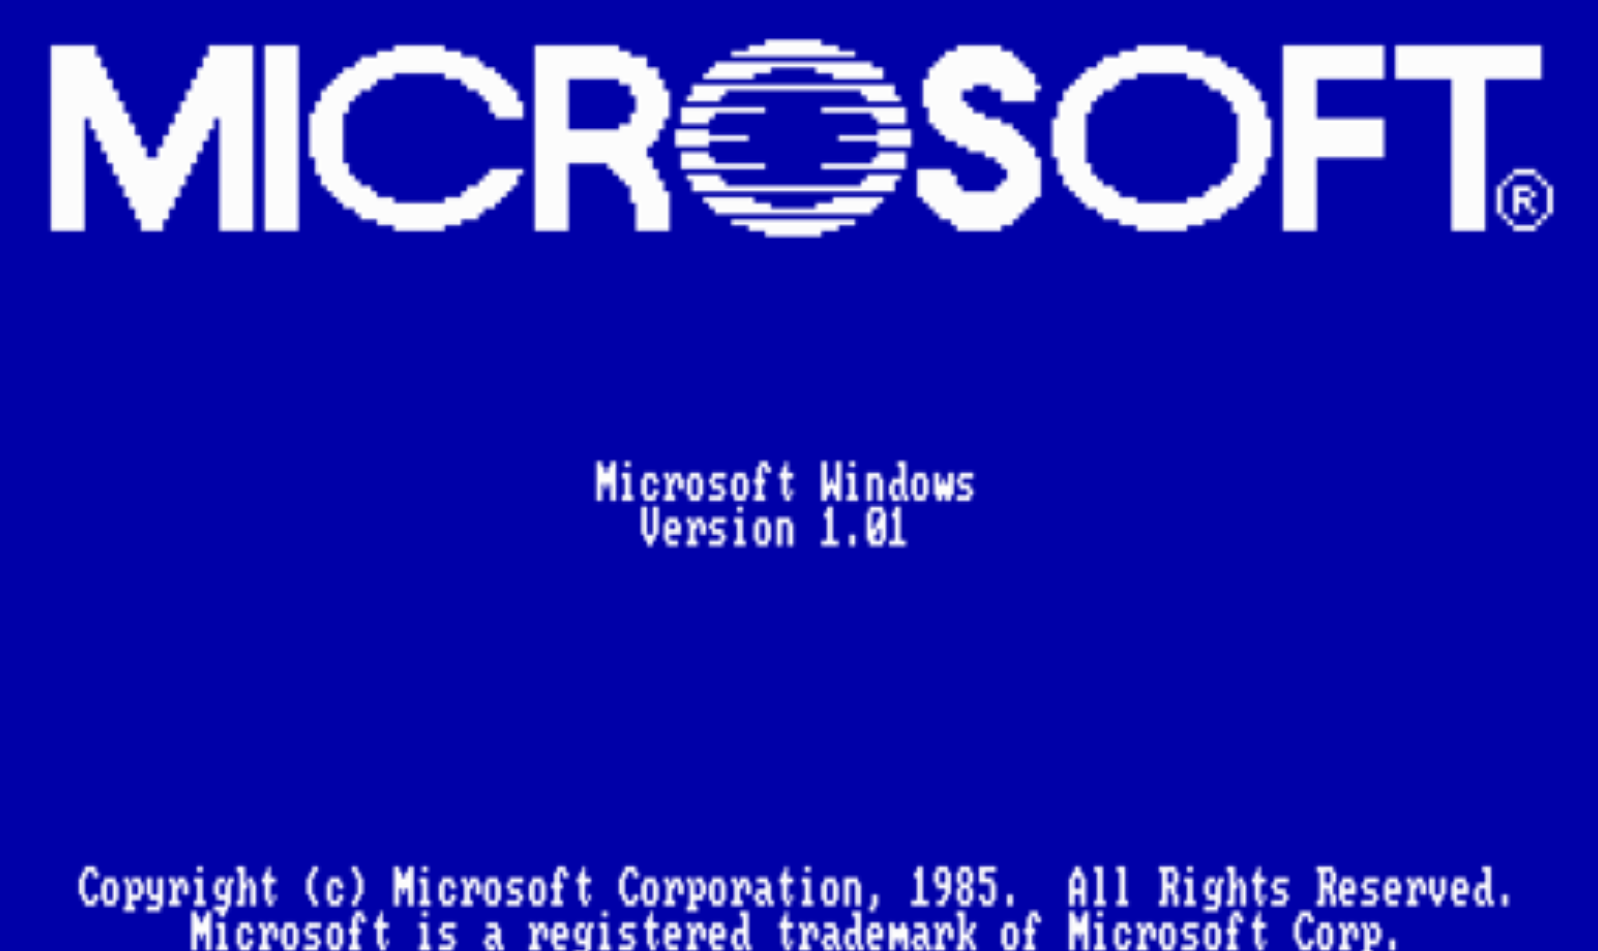 MICROSOFT®
Microsoft Windows
Version 1.01
Copyright (c) Microsoft Corporation, 1985.  All Rights Reserved.
Microsoft is a registered trademark of Microsoft Corp.